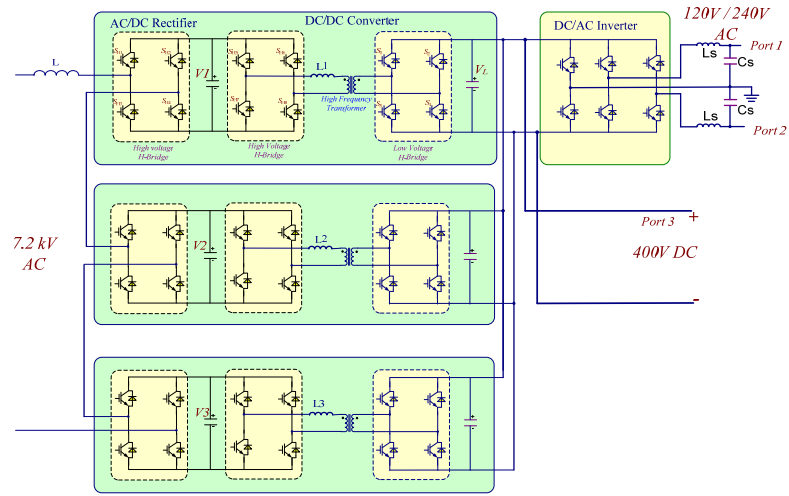 AC/DC Rectifier
DC/DC Converter
DC/AC Inverter
120V / 240V
AC
L
V1
L1
High Frequency
Transformer
VL
Ls
Port 1
Cs
Cs
Ls
Port 2
High voltage
H-Bridge
High Voltage
H-Bridge
Low Voltage
H-Bridge
7.2 kV
AC
V2
L2
Port 3
+
400V DC
-
V3
L3